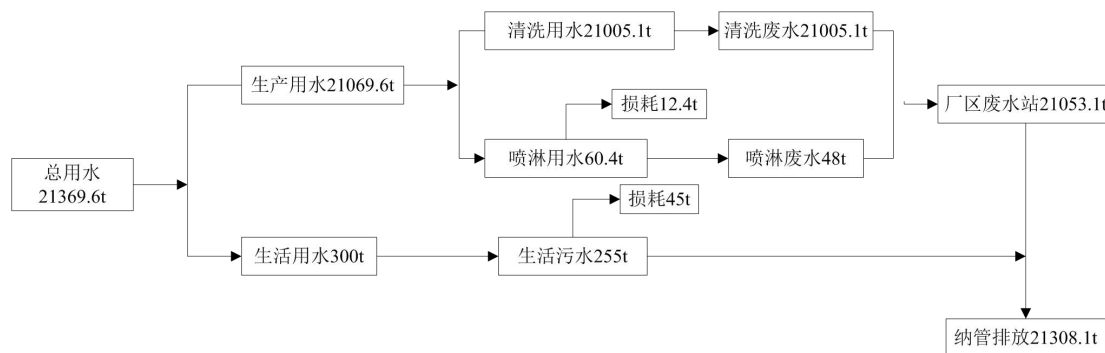 清洗用水21005.1t
清洗废水21005.1t
生产用水21069.6t
损耗12.4t
厂区废水站21053.1t
喷淋用水60.4t
喷淋废水48t
总用水
21369.6t
损耗45t
生活用水300t
生活污水255t
纳管排放21308.1t